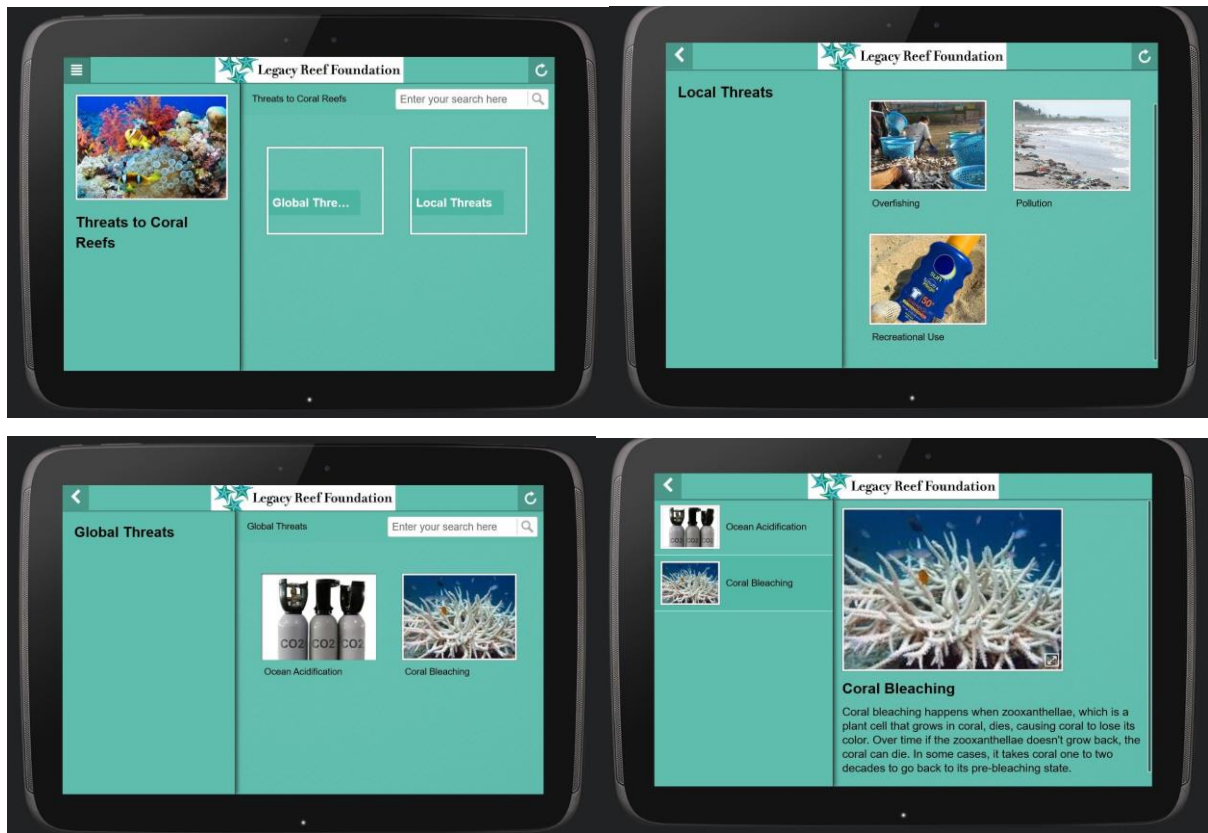 Legacy Reef Foundation
Threats to Coral Reefs
Enter your search here
Threats to Coral
Reefs
Global Thre...
Local Threats
Legacy Reef Foundation
Local Threats
Overfishing
Pollution
Recreational Use
Legacy Reef Foundation
Global Threats
Global Threats
Enter your search here
CO2 CO2 CO2
Ocean Acidification
Coral Bleaching
Legacy Reef Foundation
CO2 CO2 CO2
Ocean Acidification
Coral Bleaching
Coral Bleaching
Coral bleaching happens when zooxanthellae, which is a
plant cell that grows in coral, dies, causing coral to lose its
color. Over time if the zooxanthellae doesn't grow back, the
coral can die. In some cases, it takes coral one to two
decades to go back to its pre-bleaching state.